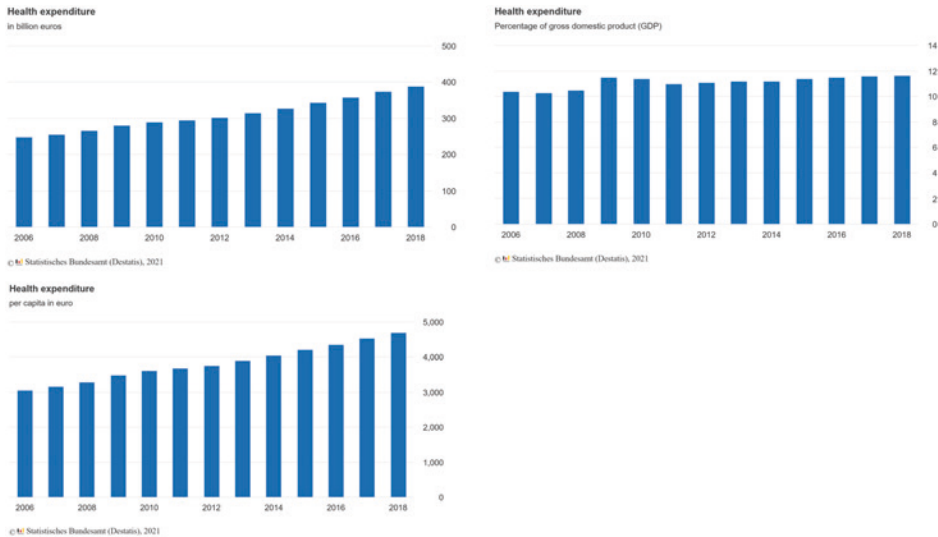 Health expenditure
in billion euros
500
400
300
200
100
0
2006 2008 2010 2012 2014 2016 2018
© Statistisches Bundesamt (Destatis), 2021
Health expenditure
Percentage of gross domestic product (GDP)
14
12
10
8
6
4
2
0
2006 2008 2010 2012 2014 2016 2018
© Statistisches Bundesamt (Destatis), 2021
Health expenditure
per capita in euro
5,000
4,000
3,000
2,000
1,000
0
2006 2008 2010 2012 2014 2016 2018
© Statistisches Bundesamt (Destatis), 2021